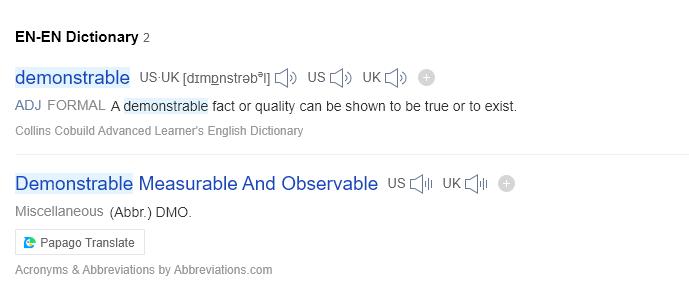 EN-EN Dictionary 2
demonstrable US·UK [dɪmɒnstrəbᵊl] US UK
ADJ FORMAL A demonstrable fact or quality can be shown to be true or to exist.
Collins Cobuild Advanced Learner's English Dictionary
Demonstrable Measurable And Observable US UK
Miscellaneous (Abbr.) DMO.
Papago Translate
Acronyms & Abbreviations by Abbreviations.com